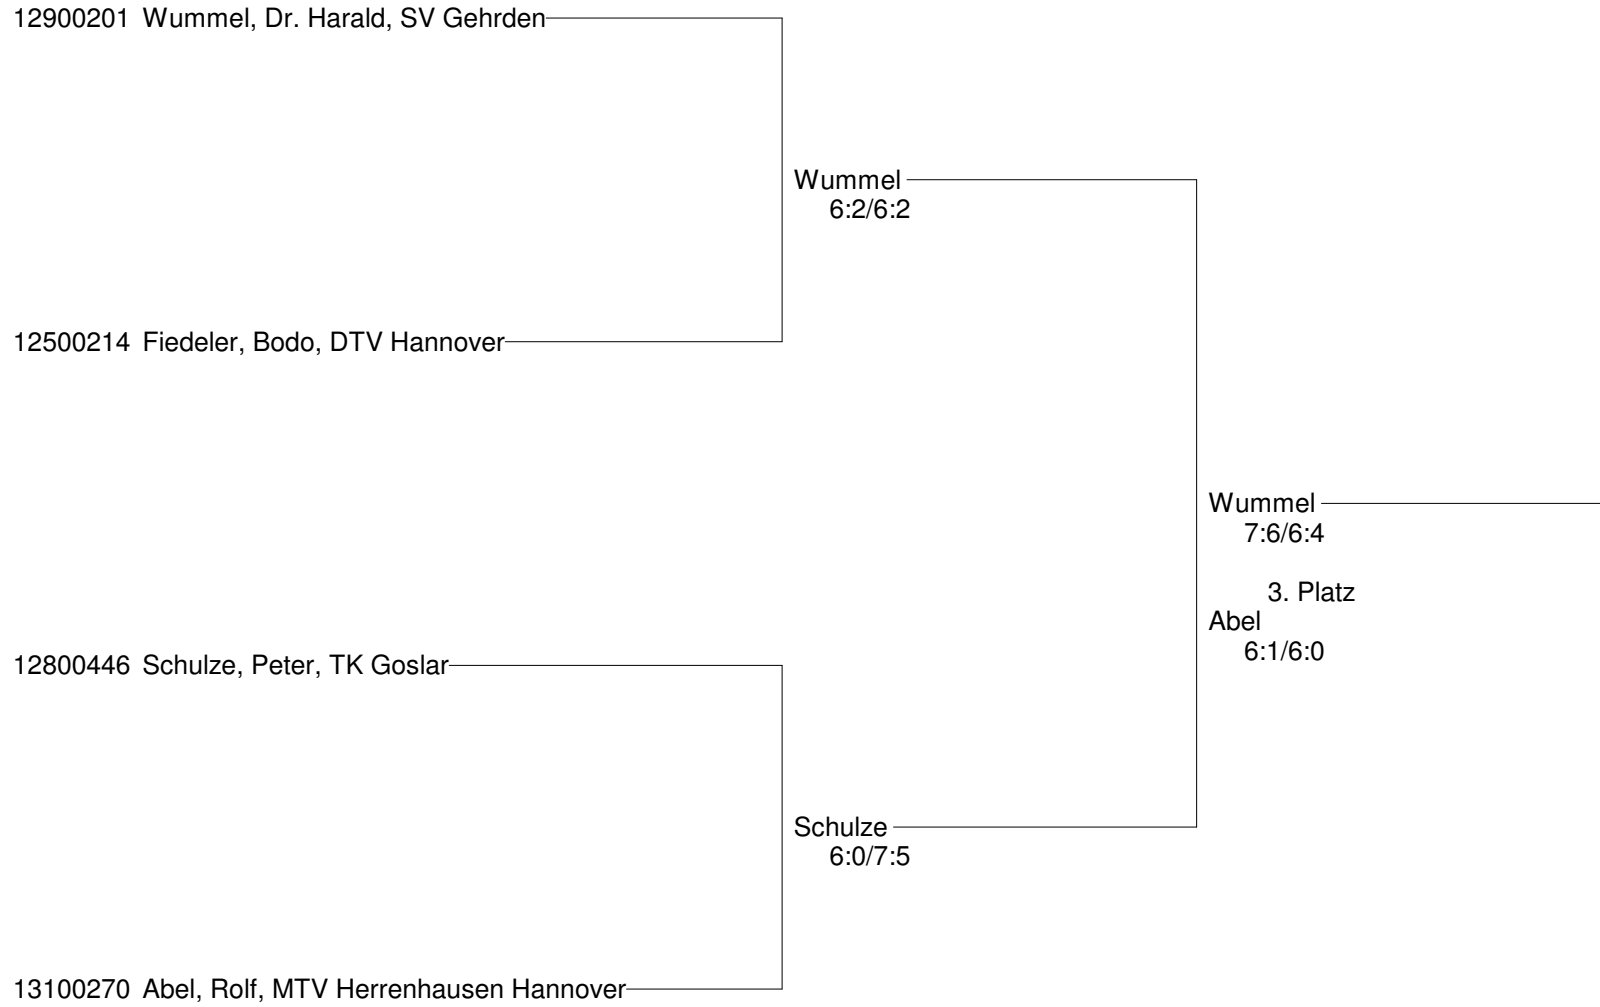 12900201 Wummel, Dr. Harald, SV Gehrden
Wummel
6:2/6:2
12500214 Fiedeler, Bodo, DTV Hannover
Wummel
7:6/6:4
3. Platz
Abel
6:1/6:0
12800446 Schulze, Peter, TK Goslar
Schulze
6:0/7:5
13100270 Abel, Rolf, MTV Herrenhausen Hannover